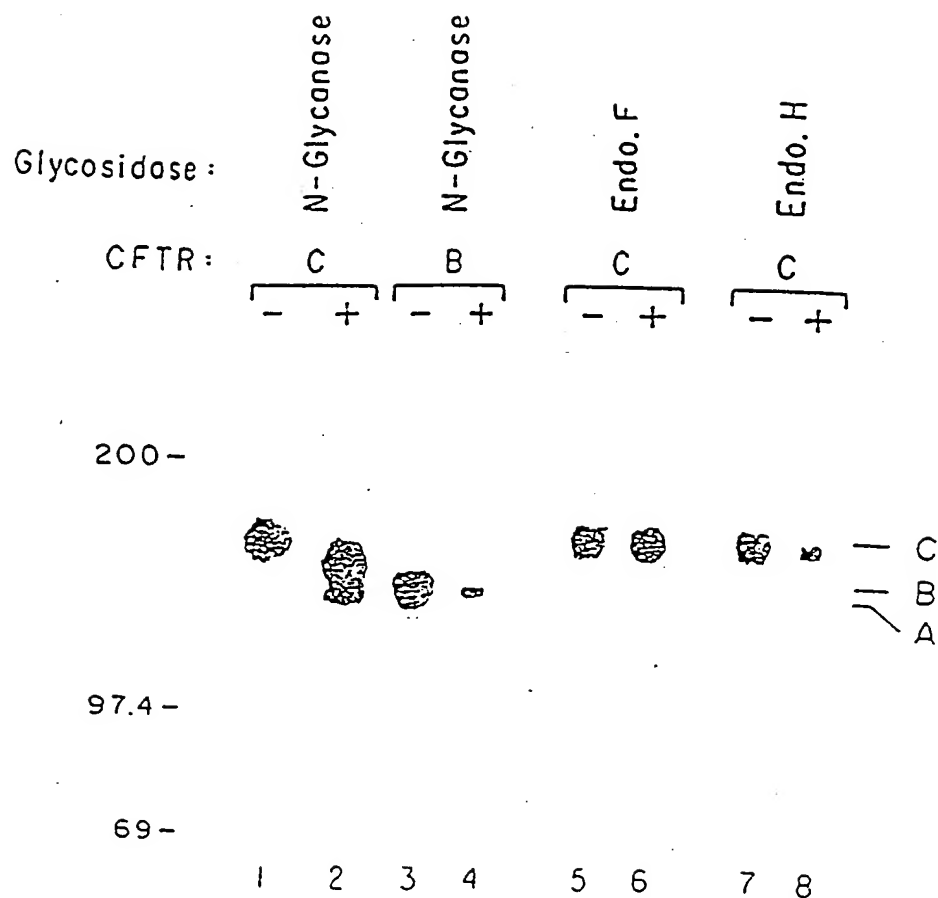 Glycosidase: N-Glycanase N-Glycanase Endo. F Endo. H
CFTR: C B C C
- + - + - + - +
200-
C
B
A
97.4-
69-
1 2 3 4 5 6 7 8